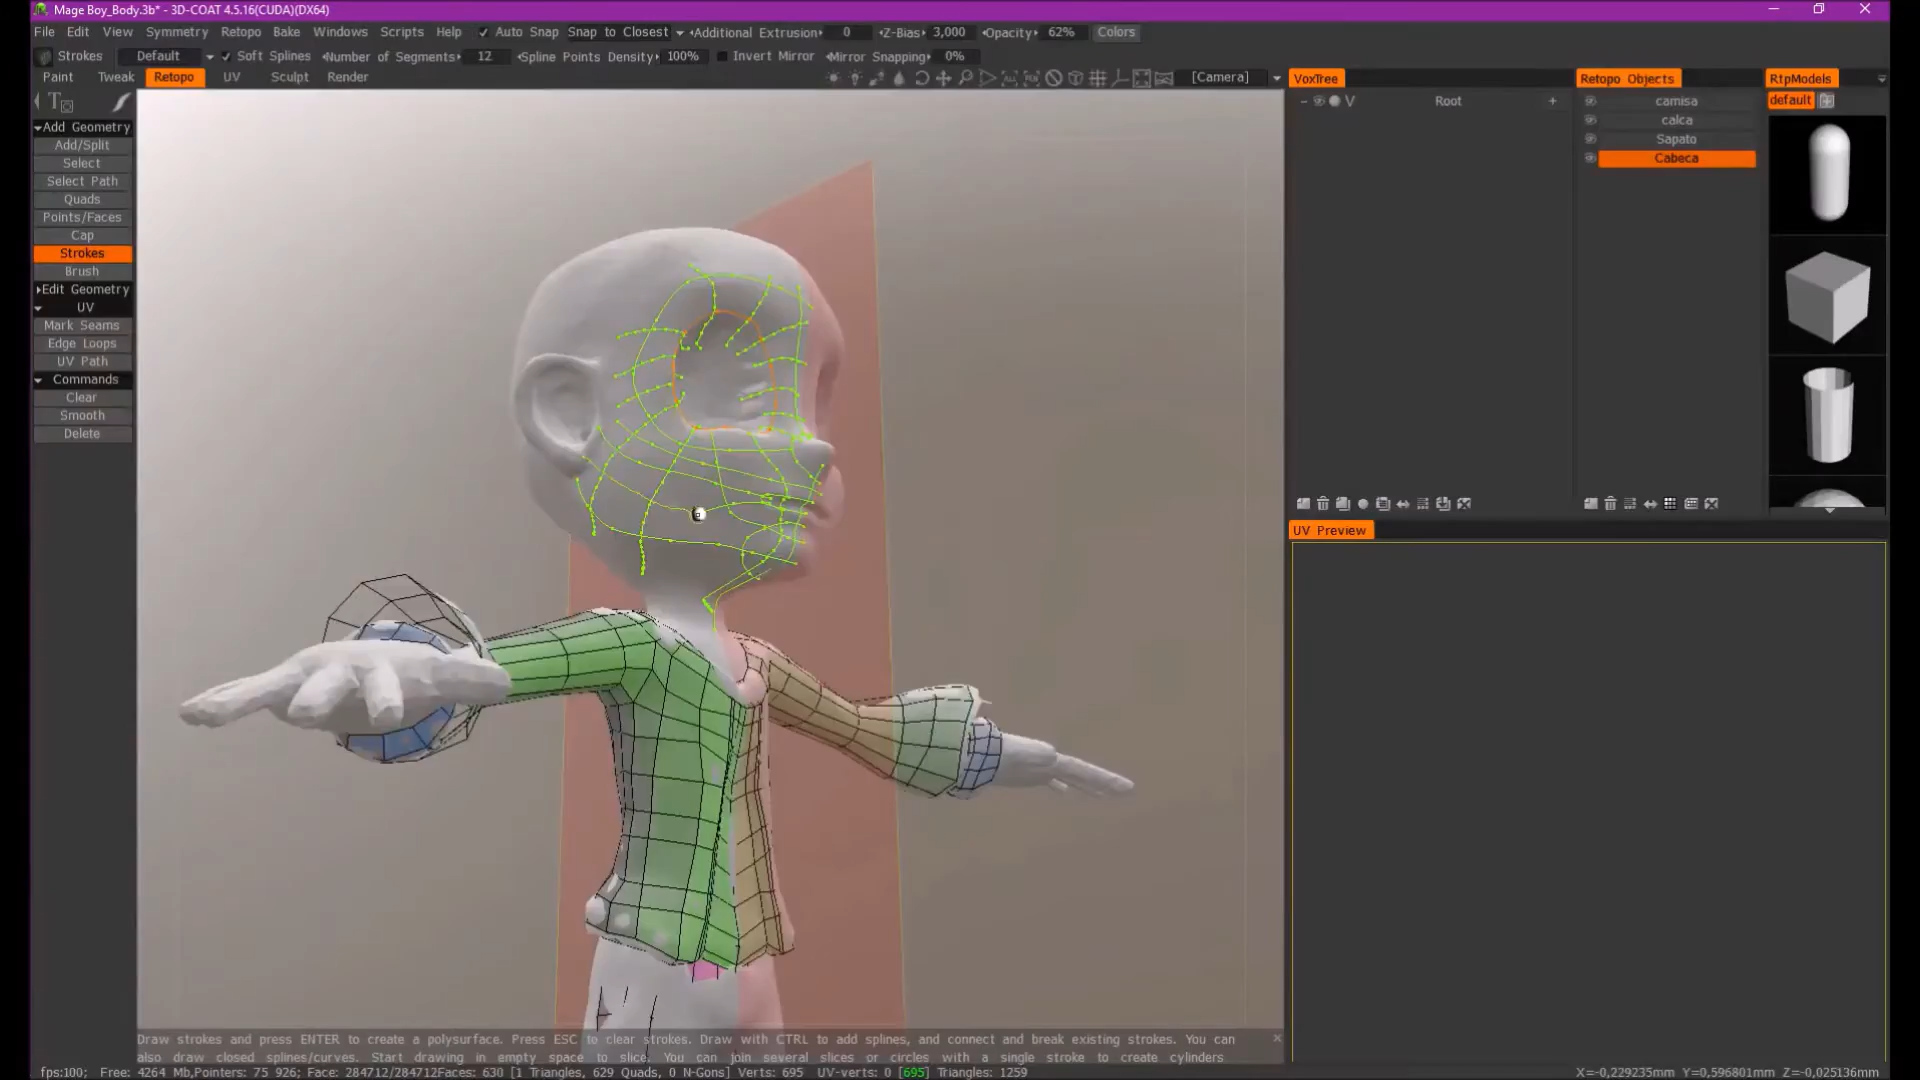 Mage Boy_Body.3b* - 3D-COAT 4.5.16(CUDA)(DX64)
File Edit View Symmetry Retopo Bake Windows Scripts Help Auto Snap Snap to Closest Additional Extrusion 0 Z-Bias 3,000 Opacity 62% Colors
Strokes Default Soft Splines Number of Segments 12 Spline Points Density 100% Invert Mirror Mirror Snapping 0%
Paint Tweak Retopo UV Sculpt Render [Camera]
Add Geometry
Add/Split
Select
Select Path
Quads
Points/Faces
Cap
Strokes
Brush
Edit Geometry
UV
Mark Seams
Edge Loops
UV Path
Commands
Clear
Smooth
Delete
VoxTree
V Root +
Retopo Objects
camisa
calca
Sapato
Cabeca
RtpModels
default
UV Preview
Draw strokes and press ENTER to create a polysurface. Press ESC to clear strokes. Draw with CTRL to add splines, and connect and break existing strokes. You can
also draw closed splines/curves. Start drawing in empty space to slice. You can join several slices or circles with a single stroke to create cylinders
fps:100; Free: 4264 Mb,Pointers: 75 926; Face: 284712/284712Faces: 630 [1 Triangles, 629 Quads, 0 N-Gons] Verts: 695 UV-verts: 0 [695] Triangles: 1259
X=-0,229235mm Y=0,596801mm Z=-0,025136mm